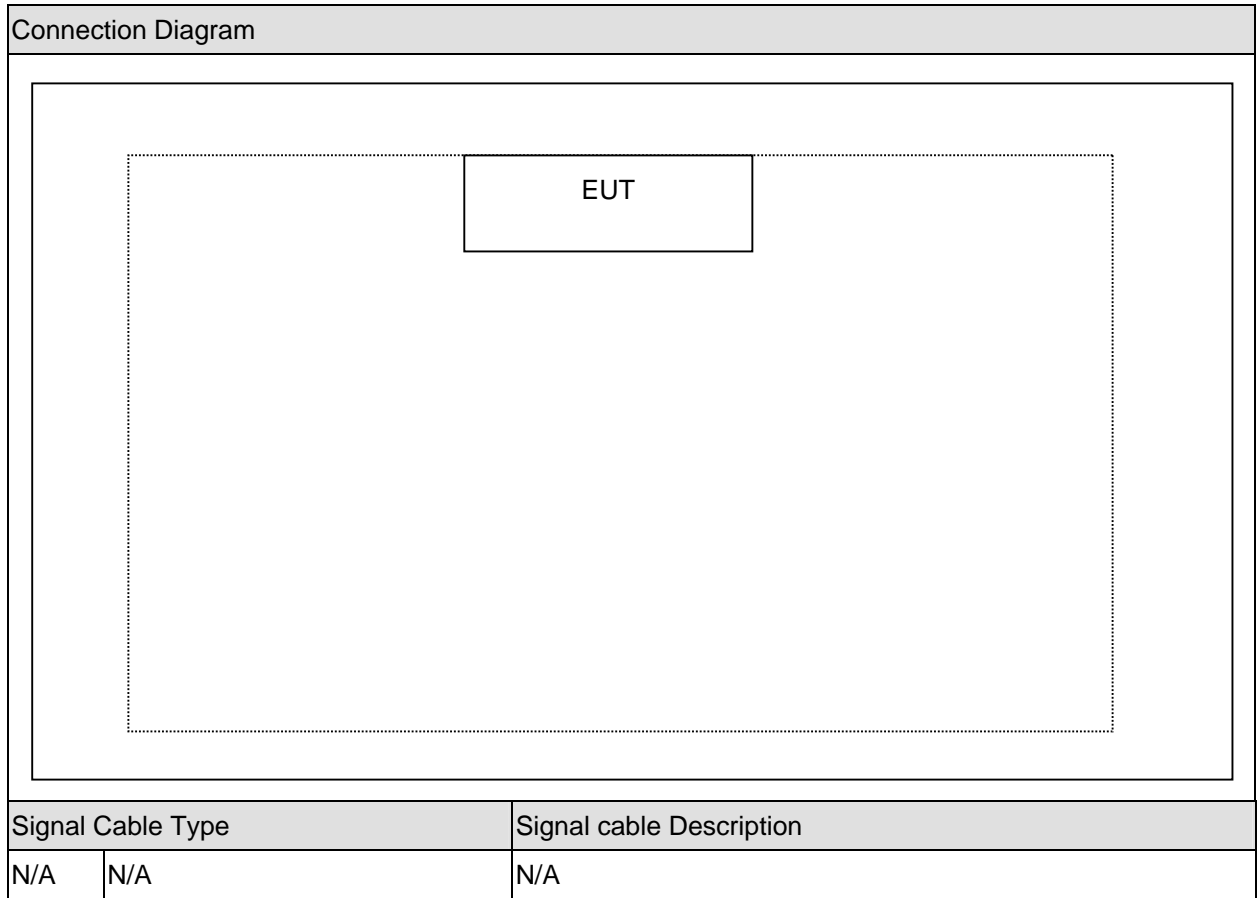 Connection Diagram
EUT
Signal Cable Type Signal cable Description
N/A N/A N/A